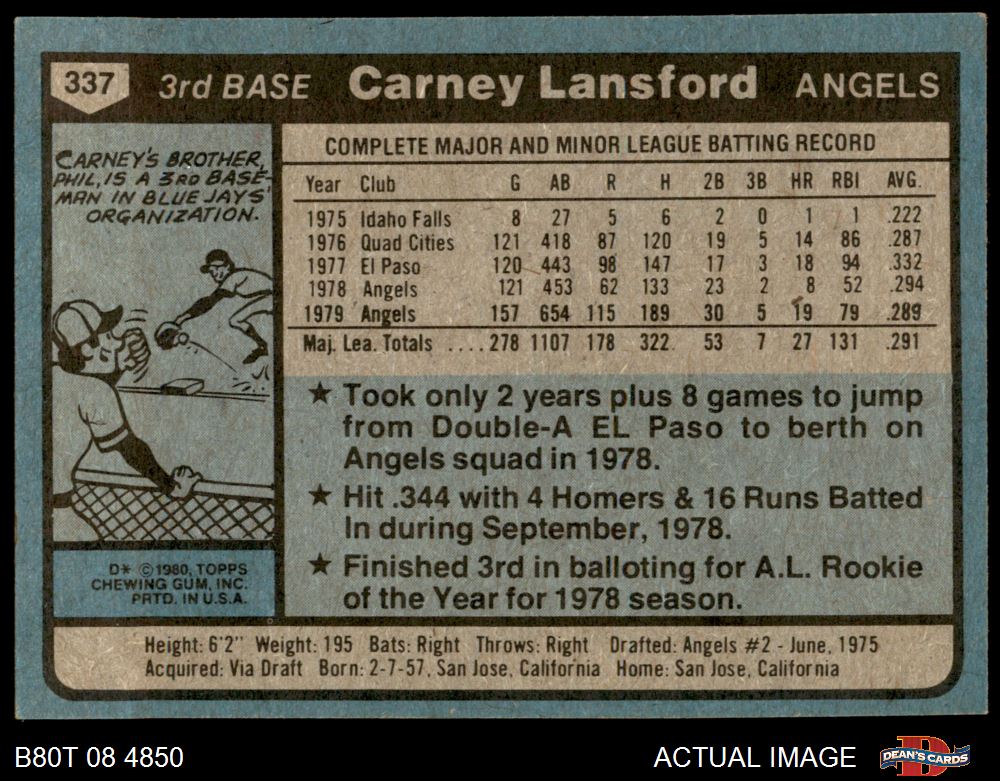 337 3rd BASE Carney Lansford ANGELS
CARNEY'S BROTHER,
PHIL, IS A 3RD BASE-
MAN IN BLUE JAYS'
ORGANIZATION.
COMPLETE MAJOR AND MINOR LEAGUE BATTING RECORD
Year Club G AB R H 2B 3B HR RBI AVG.
1975 Idaho Falls 8 27 5 6 2 0 1 1 .222
1976 Quad Cities 121 418 87 120 19 5 14 86 .287
1977 El Paso 120 443 98 147 17 3 18 94 .332
1978 Angels 121 453 62 133 23 2 8 52 .294
1979 Angels 157 654 115 189 30 5 19 79 .289
Maj. Lea. Totals ....278 1107 178 322 53 7 27 131 .291
★ Took only 2 years plus 8 games to jump
from Double-A EL Paso to berth on
Angels squad in 1978.
★ Hit .344 with 4 Homers & 16 Runs Batted
In during September, 1978.
★ Finished 3rd in balloting for A.L. Rookie
of the Year for 1978 season.
D* ©1980, TOPPS
CHEWING GUM, INC.
PRTD. IN U.S.A.
Height: 6'2" Weight: 195 Bats: Right Throws: Right Drafted: Angels #2 - June, 1975
Acquired: Via Draft Born: 2-7-57, San Jose, California Home: San Jose, California
B80T 08 4850 ACTUAL IMAGE DEAN'S CARDS